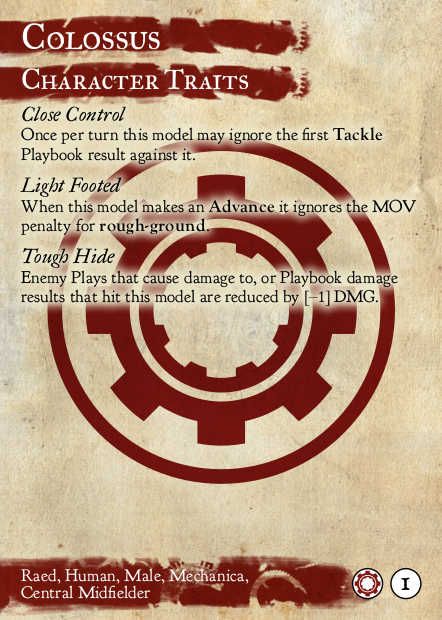 Colossus
Character Traits
Close Control
Once per turn this model may ignore the first Tackle
Playbook result against it.
Light Footed
When this model makes an Advance it ignores the MOV
penalty for rough-ground.
Tough Hide
Enemy Plays that cause damage to, or Playbook damage
results that hit this model are reduced by [–1] DMG.
Raed, Human, Male, Mechanica,
Central Midfielder
1